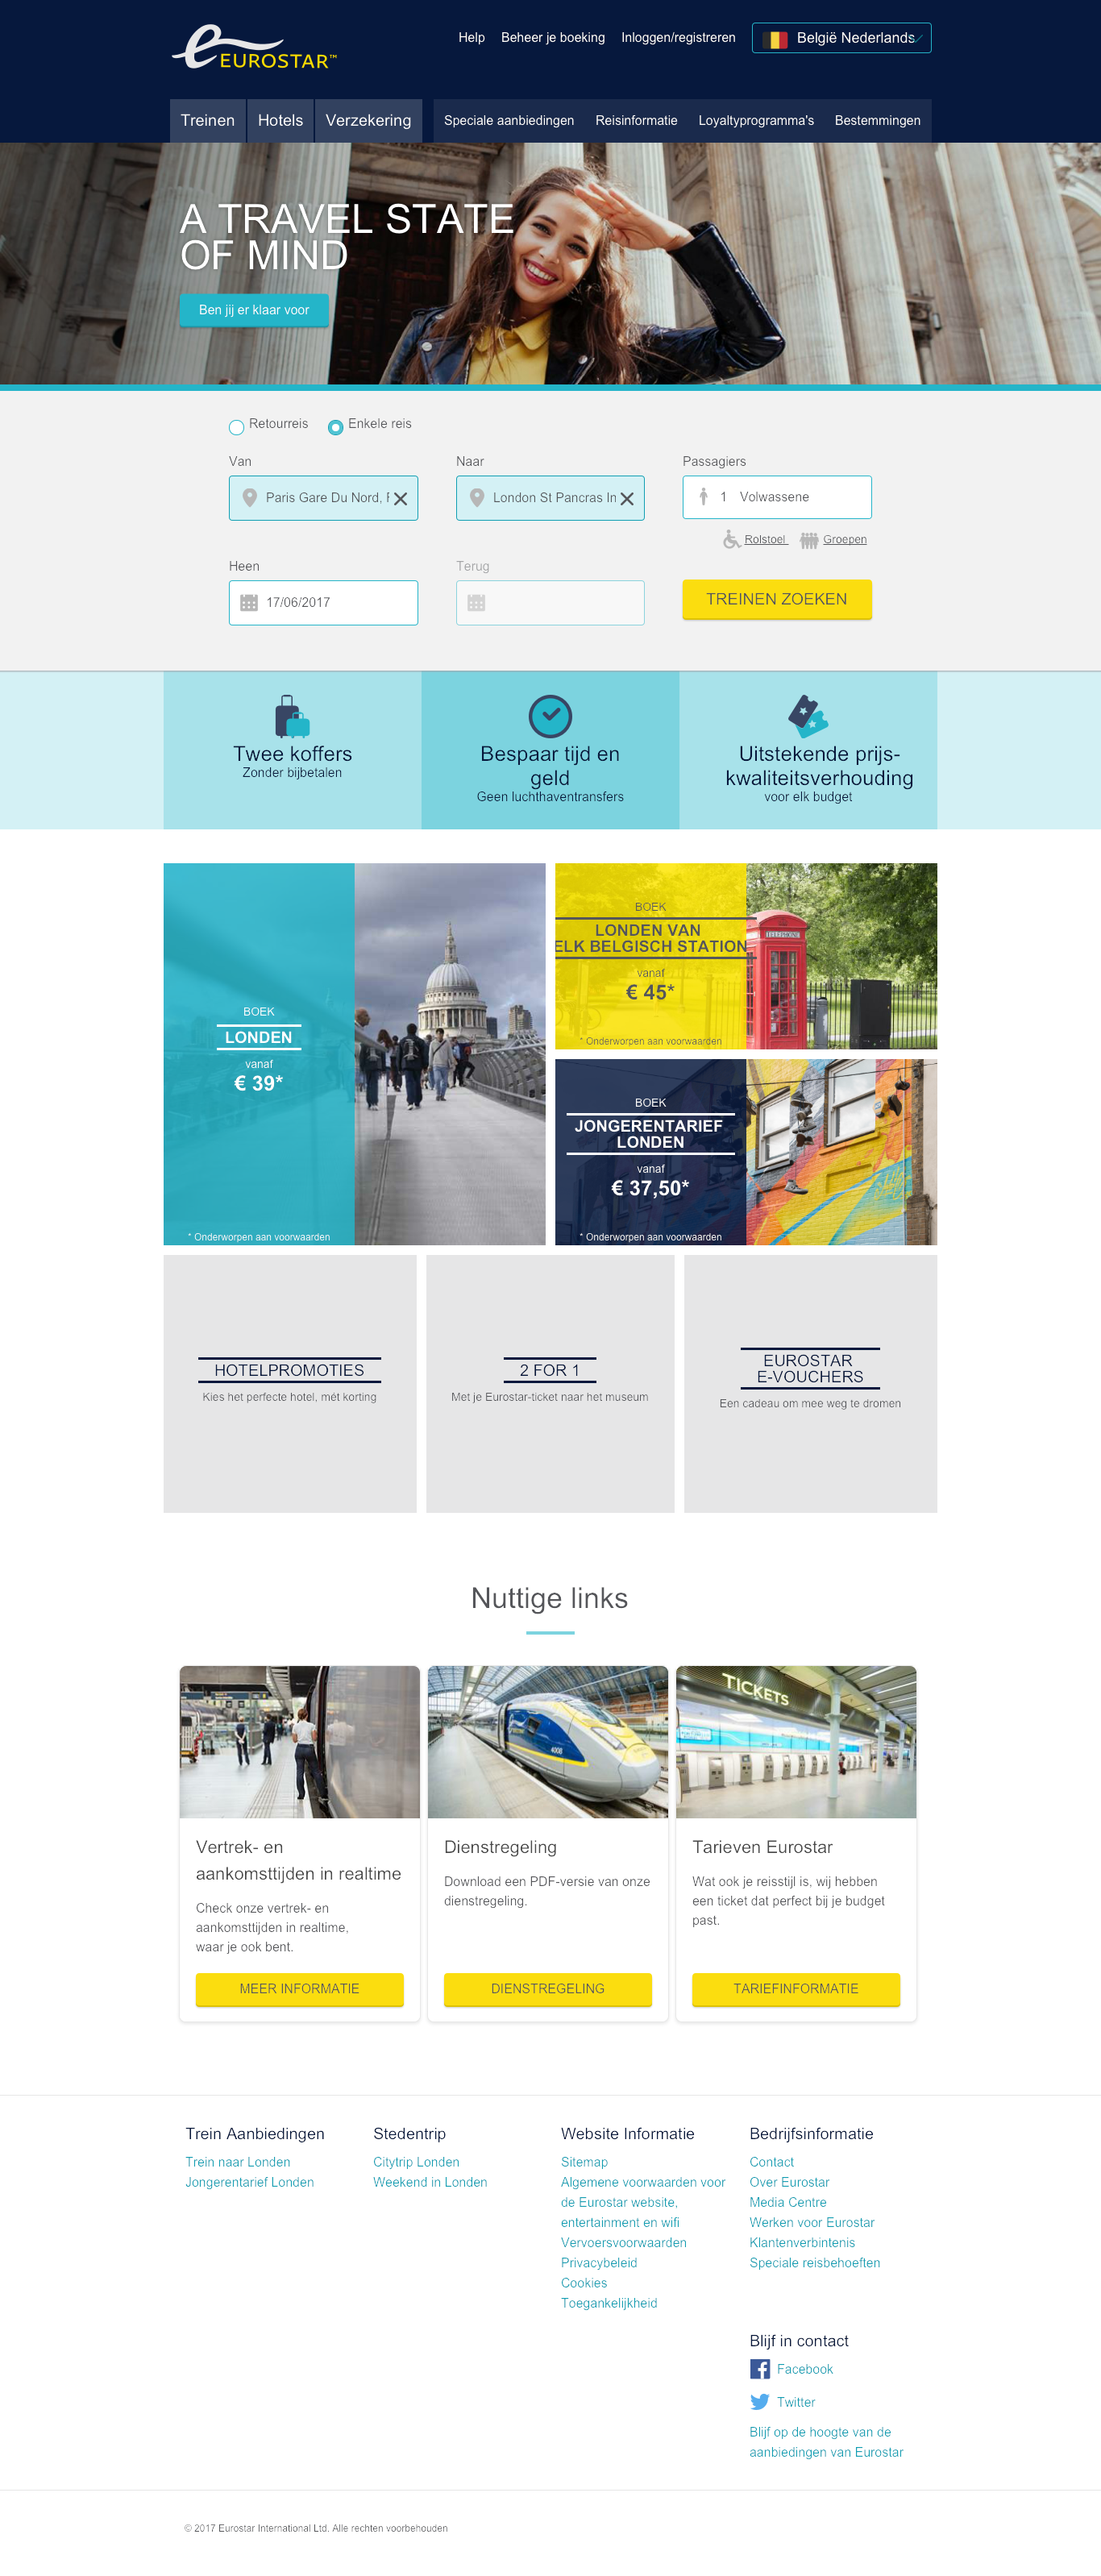 EUROSTAR™
Help Beheer je boeking Inloggen/registreren België Nederlands
Treinen Hotels Verzekering Speciale aanbiedingen Reisinformatie Loyaltyprogramma's Bestemmingen
A TRAVEL STATE
OF MIND
Ben jij er klaar voor
Retourreis Enkele reis
Van Naar Passagiers
Paris Gare Du Nord, London St Pancras In 1 Volwassene
Rolstoel Groepen
Heen Terug
17/06/2017 TREINEN ZOEKEN
Twee koffers
Zonder bijbetalen
Bespaar tijd en
geld
Geen luchthaventransfers
Uitstekende prijs-
kwaliteitsverhouding
voor elk budget
BOEK
LONDEN
vanaf
€ 39*
* Onderworpen aan voorwaarden
BOEK
LONDEN VAN
ELK BELGISCH STATION
vanaf
€ 45*
* Onderworpen aan voorwaarden
TELEPHONE
BOEK
JONGERENTARIEF
LONDEN
vanaf
€ 37,50*
* Onderworpen aan voorwaarden
HOTELPROMOTIES
Kies het perfecte hotel, mét korting
2 FOR 1
Met je Eurostar-ticket naar het museum
EUROSTAR
E-VOUCHERS
Een cadeau om mee weg te dromen
Nuttige links
Vertrek- en
aankomsttijden in realtime
Check onze vertrek- en
aankomsttijden in realtime,
waar je ook bent.
MEER INFORMATIE
4008
Dienstregeling
Download een PDF-versie van onze
dienstregeling.
DIENSTREGELING
TICKETS
Tarieven Eurostar
Wat ook je reisstijl is, wij hebben
een ticket dat perfect bij je budget
past.
TARIEFINFORMATIE
Trein Aanbiedingen
Trein naar Londen
Jongerentarief Londen
Stedentrip
Citytrip Londen
Weekend in Londen
Website Informatie
Sitemap
Algemene voorwaarden voor
de Eurostar website,
entertainment en wifi
Vervoersvoorwaarden
Privacybeleid
Cookies
Toegankelijkheid
Bedrijfsinformatie
Contact
Over Eurostar
Media Centre
Werken voor Eurostar
Klantenverbintenis
Speciale reisbehoeften
Blijf in contact
Facebook
Twitter
Blijf op de hoogte van de
aanbiedingen van Eurostar
© 2017 Eurostar International Ltd. Alle rechten voorbehouden